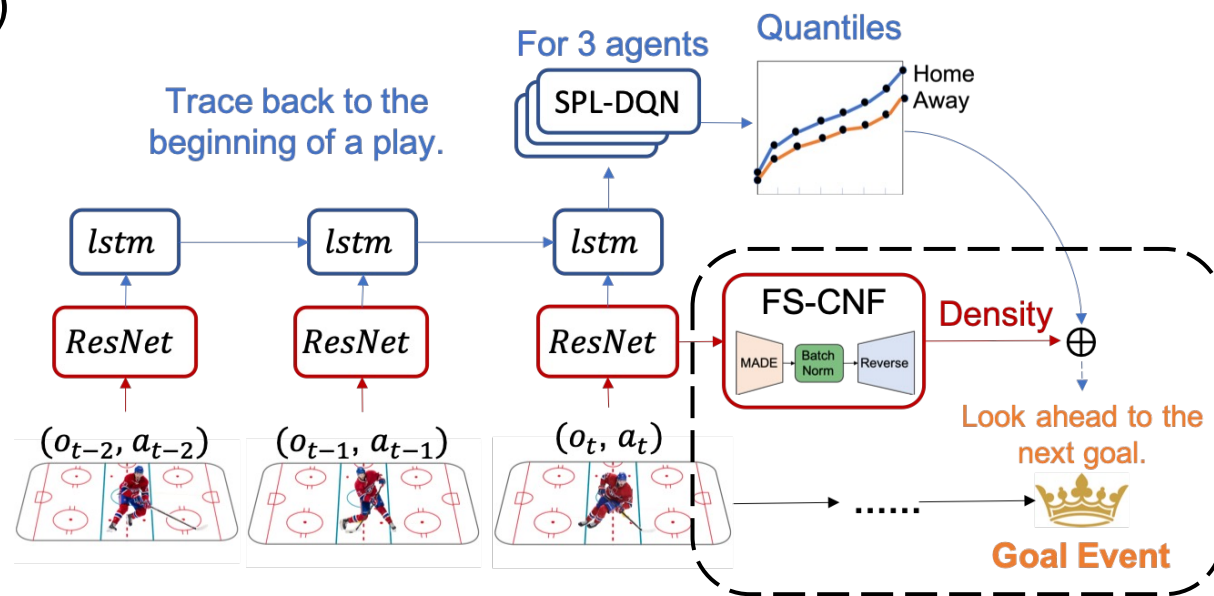 )
For 3 agents
Quantiles
SPL-DQN
Home
Away
Trace back to the
beginning of a play.
lstm
lstm
lstm
ResNet
ResNet
ResNet
FS-CNF
MADE
Batch
Norm
Reverse
Density
⊕
(o_{t-2}, a_{t-2})
(o_{t-1}, a_{t-1})
(o_t, a_t)
Look ahead to the
next goal.
......
Goal Event